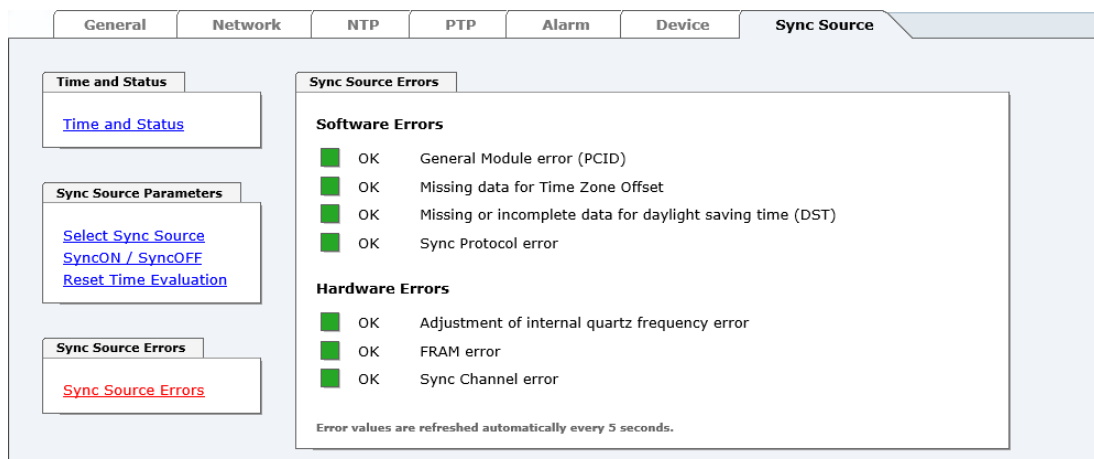 General Network NTP PTP Alarm Device Sync Source
Time and Status
Time and Status
Sync Source Parameters
Select Sync Source
SyncON / SyncOFF
Reset Time Evaluation
Sync Source Errors
Sync Source Errors
Sync Source Errors
Software Errors
OK General Module error (PCID)
OK Missing data for Time Zone Offset
OK Missing or incomplete data for daylight saving time (DST)
OK Sync Protocol error
Hardware Errors
OK Adjustment of internal quartz frequency error
OK FRAM error
OK Sync Channel error
Error values are refreshed automatically every 5 seconds.